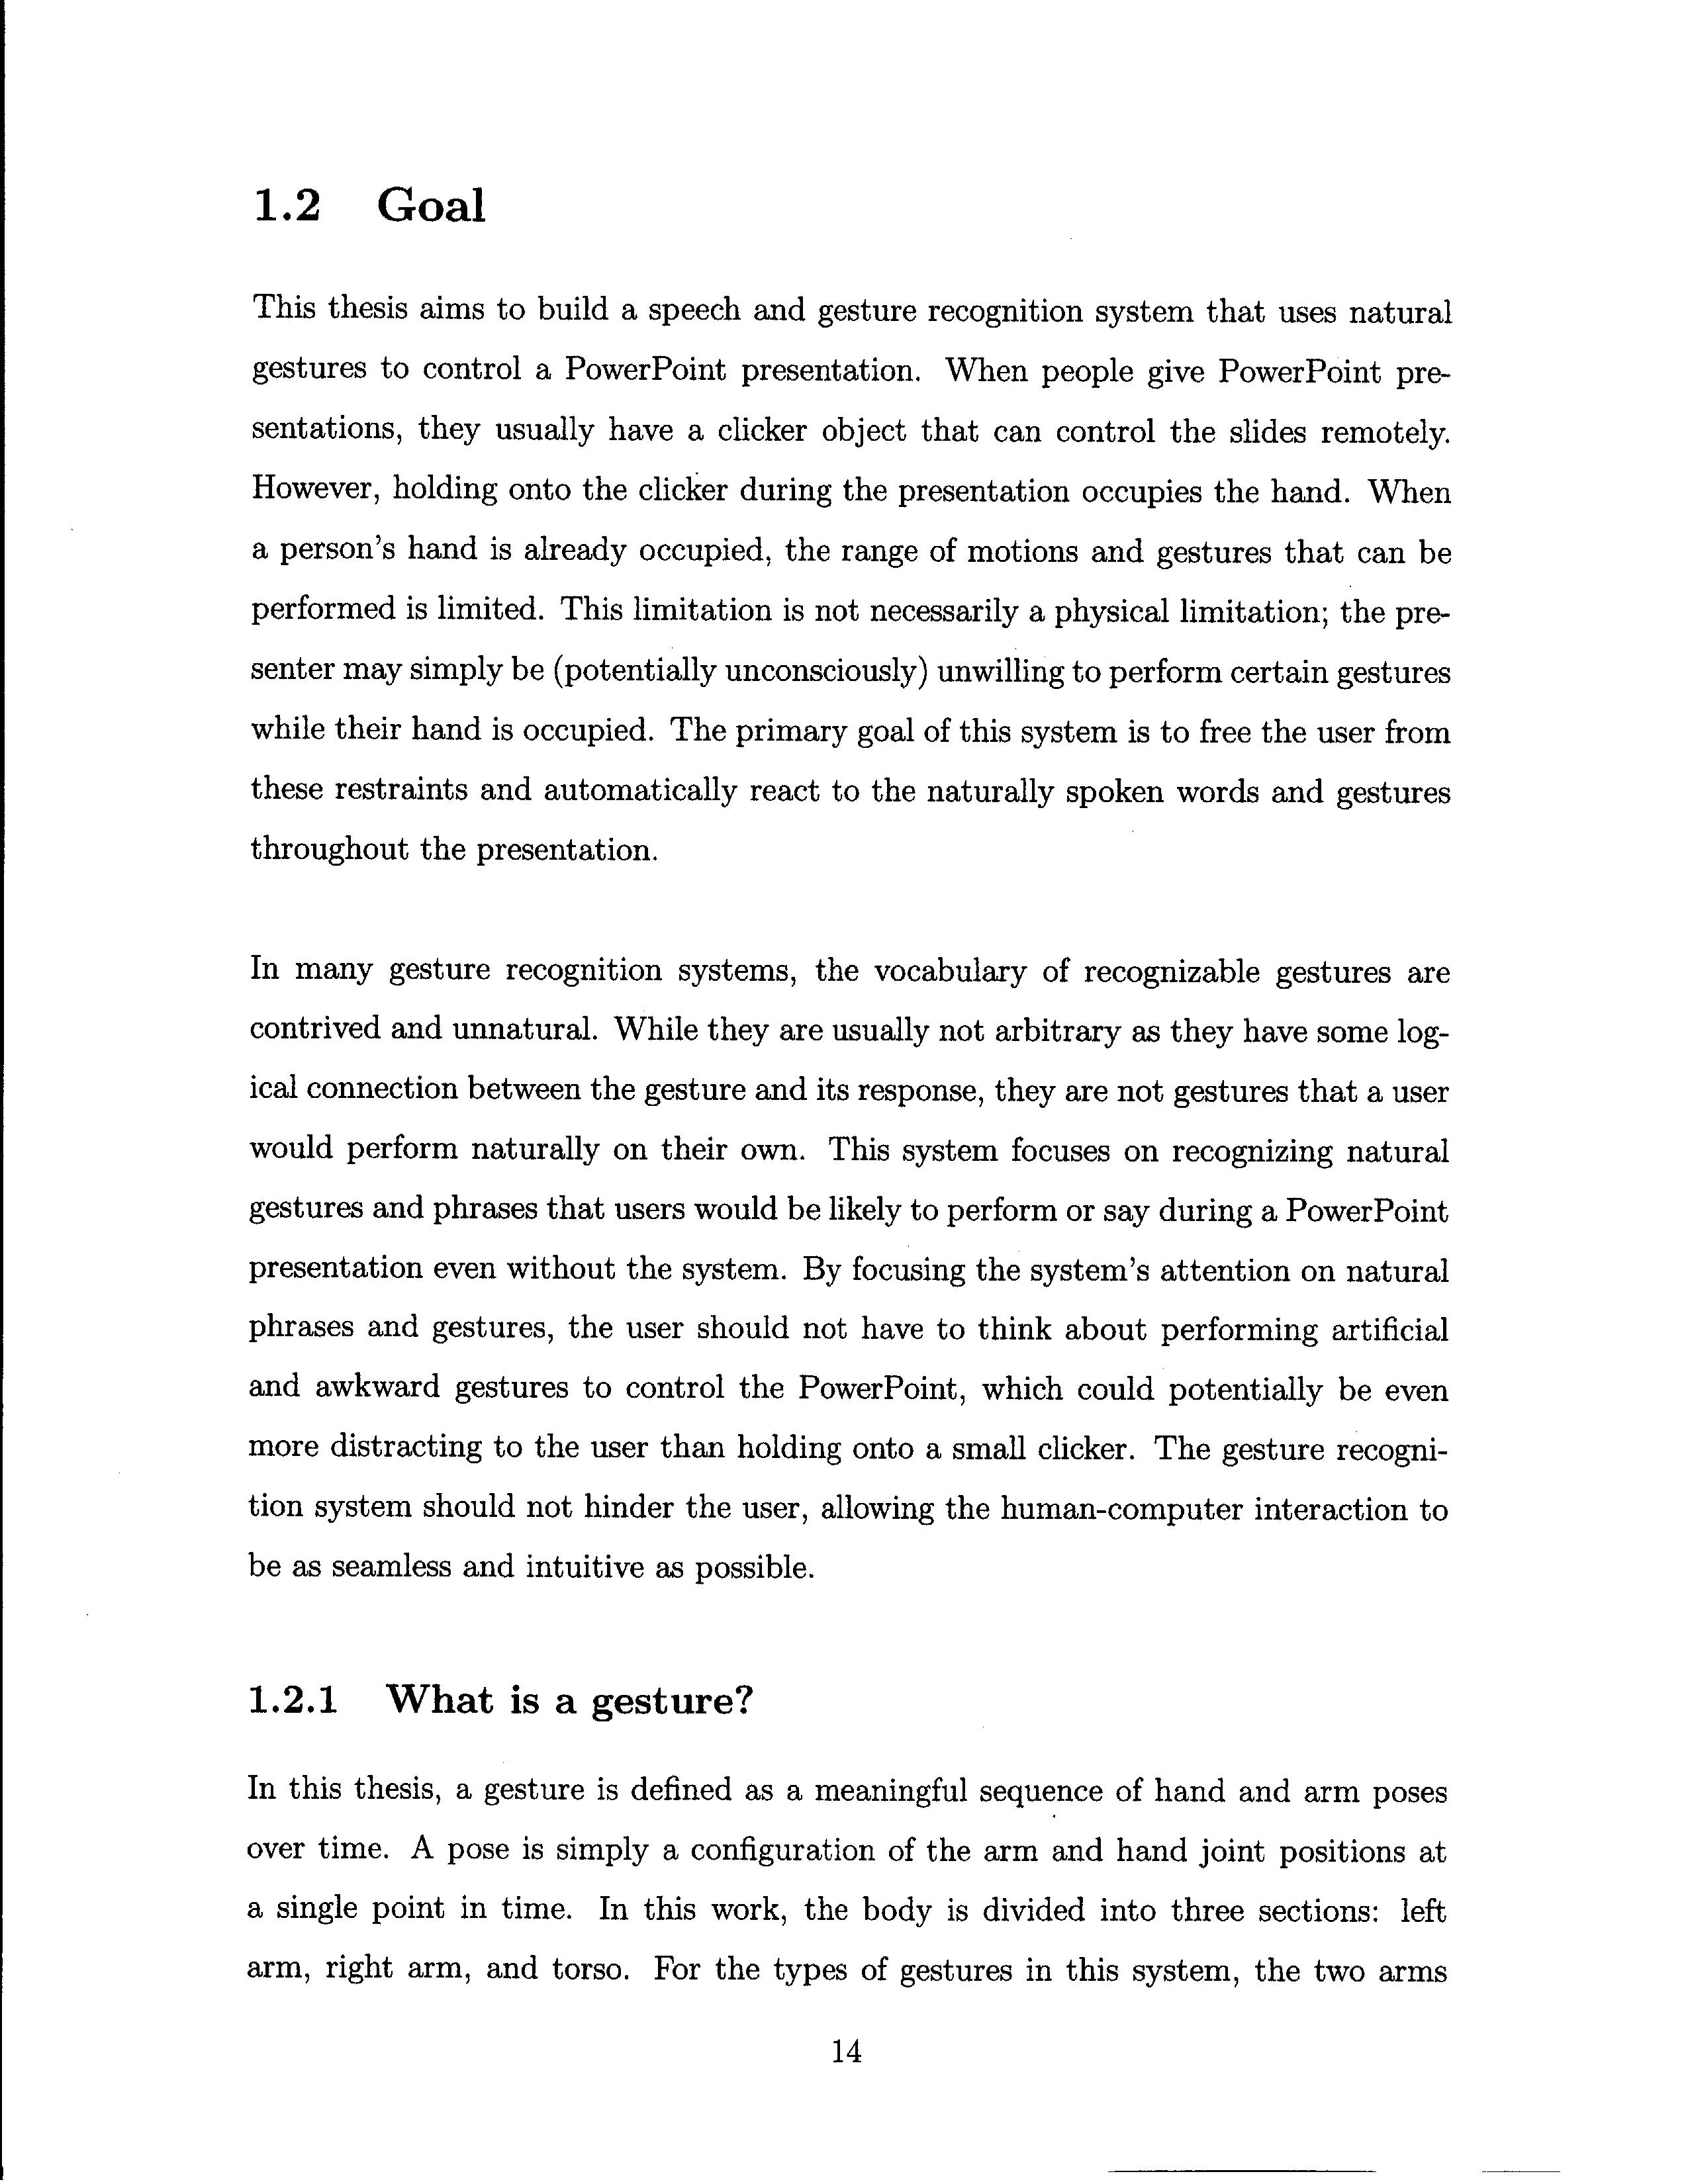 1.2 Goal
This thesis aims to build a speech and gesture recognition system that uses natural
gestures to control a PowerPoint presentation. When people give PowerPoint pre-
sentations, they usually have a clicker object that can control the slides remotely.
However, holding onto the clicker during the presentation occupies the hand. When
a person's hand is already occupied, the range of motions and gestures that can be
performed is limited. This limitation is not necessarily a physical limitation; the pre-
senter may simply be (potentially unconsciously) unwilling to perform certain gestures
while their hand is occupied. The primary goal of this system is to free the user from
these restraints and automatically react to the naturally spoken words and gestures
throughout the presentation.
In many gesture recognition systems, the vocabulary of recognizable gestures are
contrived and unnatural. While they are usually not arbitrary as they have some log-
ical connection between the gesture and its response, they are not gestures that a user
would perform naturally on their own. This system focuses on recognizing natural
gestures and phrases that users would be likely to perform or say during a PowerPoint
presentation even without the system. By focusing the system's attention on natural
phrases and gestures, the user should not have to think about performing artificial
and awkward gestures to control the PowerPoint, which could potentially be even
more distracting to the user than holding onto a small clicker. The gesture recogni-
tion system should not hinder the user, allowing the human-computer interaction to
be as seamless and intuitive as possible.
1.2.1 What is a gesture?
In this thesis, a gesture is defined as a meaningful sequence of hand and arm poses
over time. A pose is simply a configuration of the arm and hand joint positions at
a single point in time. In this work, the body is divided into three sections: left
arm, right arm, and torso. For the types of gestures in this system, the two arms
14